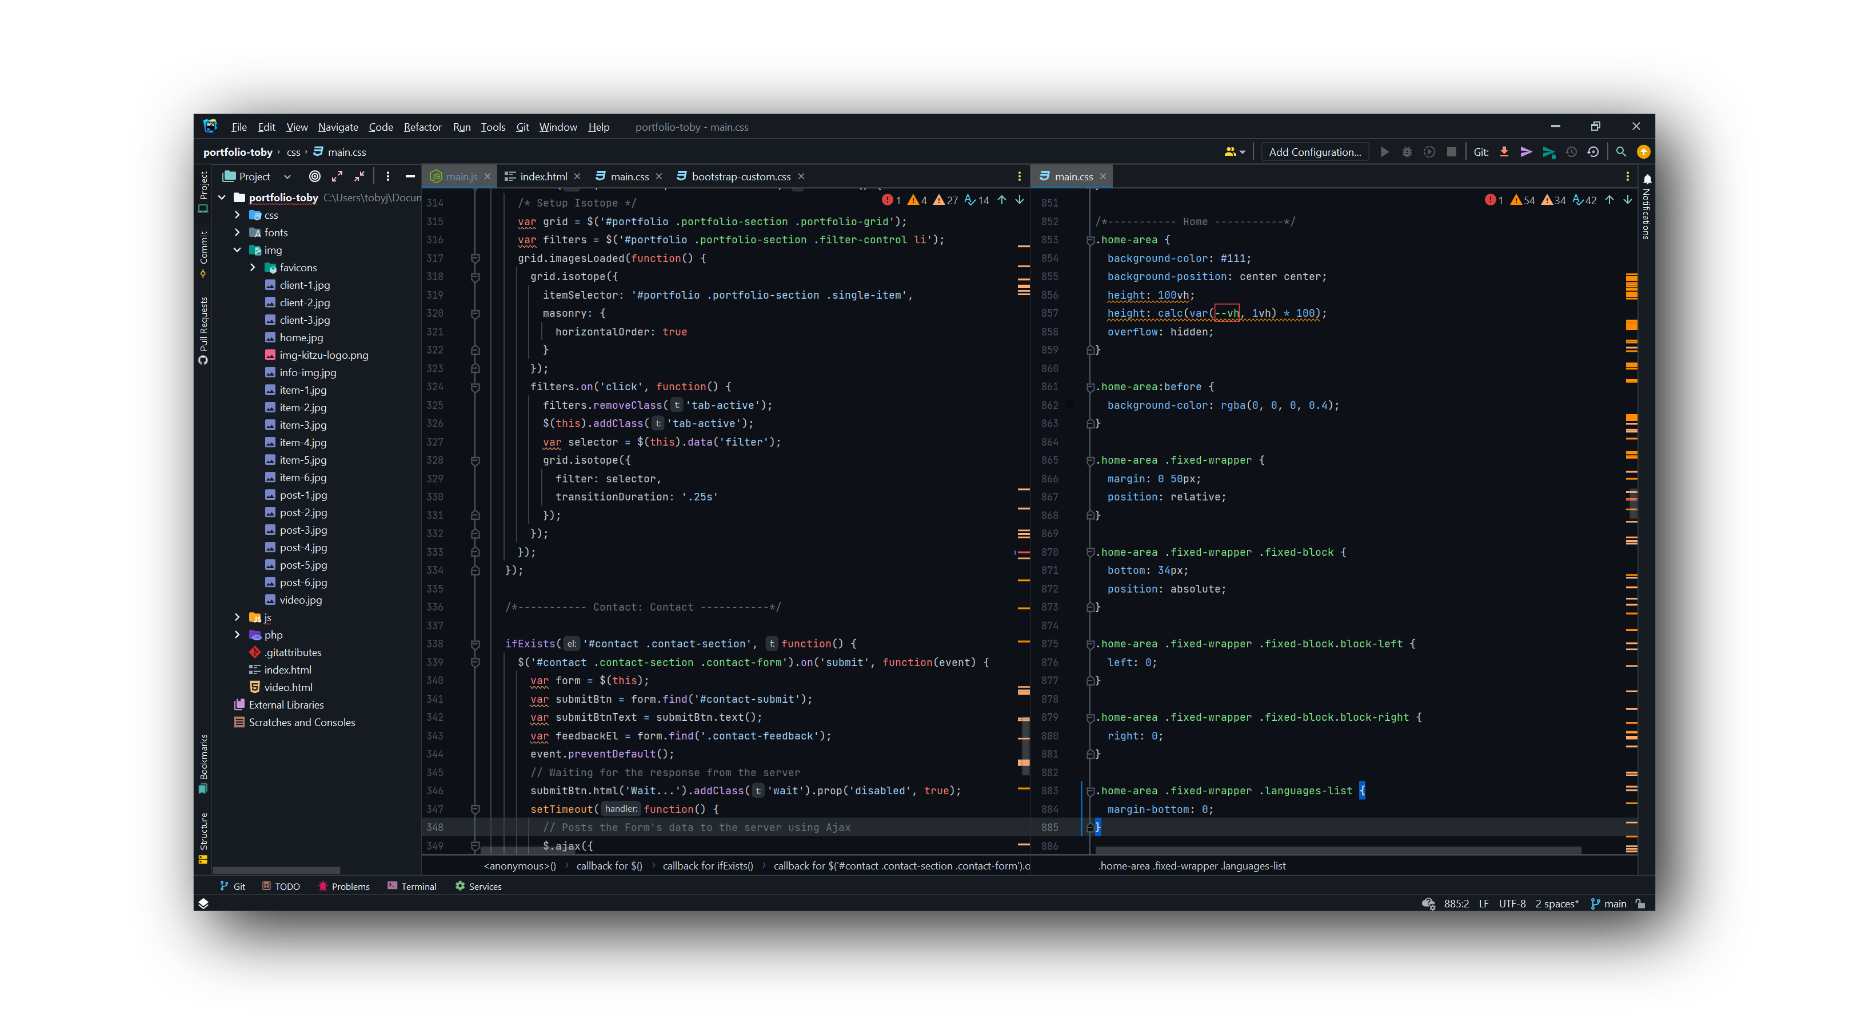 File Edit View Navigate Code Refactor Run Tools Git Window Help portfolio-toby - main.css
portfolio-toby css main.css Add Configuration... Git:
Project main.js index.html main.css bootstrap-custom.css main.css
Project
Commit
Pull Requests
Bookmarks
Structure
portfolio-toby C:\Users\tobyj\Docun
css
fonts
img
favicons
client-1.jpg
client-2.jpg
client-3.jpg
home.jpg
img-kitzu-logo.png
info-img.jpg
item-1.jpg
item-2.jpg
item-3.jpg
item-4.jpg
item-5.jpg
item-6.jpg
post-1.jpg
post-2.jpg
post-3.jpg
post-4.jpg
post-5.jpg
post-6.jpg
video.jpg
js
php
.gitattributes
index.html
video.html
External Libraries
Scratches and Consoles
1 4 27 14
314 /* Setup Isotope */
315 var grid = $('#portfolio .portfolio-section .portfolio-grid');
316 var filters = $('#portfolio .portfolio-section .filter-control li');
317 grid.imagesLoaded(function() {
318 grid.isotope({
319 itemSelector: '#portfolio .portfolio-section .single-item',
320 masonry: {
321 horizontalOrder: true
322 }
323 });
324 filters.on('click', function() {
325 filters.removeClass( t 'tab-active');
326 $(this).addClass( t 'tab-active');
327 var selector = $(this).data('filter');
328 grid.isotope({
329 filter: selector,
330 transitionDuration: '.25s'
331 });
332 });
333 });
334 });
335
336 /*----------- Contact: Contact -----------*/
337
338 ifExists( el: '#contact .contact-section', t: function() {
339 $('#contact .contact-section .contact-form').on('submit', function(event) {
340 var form = $(this);
341 var submitBtn = form.find('#contact-submit');
342 var submitBtnText = submitBtn.text();
343 var feedbackEl = form.find('.contact-feedback');
344 event.preventDefault();
345 // Waiting for the response from the server
346 submitBtn.html('Wait...').addClass( t 'wait').prop('disabled', true);
347 setTimeout( handler: function() {
348 // Posts the Form's data to the server using Ajax
349 $.ajax({
<anonymous>() callback for $() callback for ifExists() callback for $('#contact .contact-section .contact-form').o
1 54 34 42
851
852 /*----------- Home -----------*/
853 .home-area {
854 background-color: #111;
855 background-position: center center;
856 height: 100vh;
857 height: calc(var(--vh, 1vh) * 100);
858 overflow: hidden;
859 }
860
861 .home-area:before {
862 background-color: rgba(0, 0, 0, 0.4);
863 }
864
865 .home-area .fixed-wrapper {
866 margin: 0 50px;
867 position: relative;
868 }
869
870 .home-area .fixed-wrapper .fixed-block {
871 bottom: 34px;
872 position: absolute;
873 }
874
875 .home-area .fixed-wrapper .fixed-block.block-left {
876 left: 0;
877 }
878
879 .home-area .fixed-wrapper .fixed-block.block-right {
880 right: 0;
881 }
882
883 .home-area .fixed-wrapper .languages-list {
884 margin-bottom: 0;
885 }
886
.home-area .fixed-wrapper .languages-list
Notifications
Git TODO Problems Terminal Services
885:2 LF UTF-8 2 spaces* main